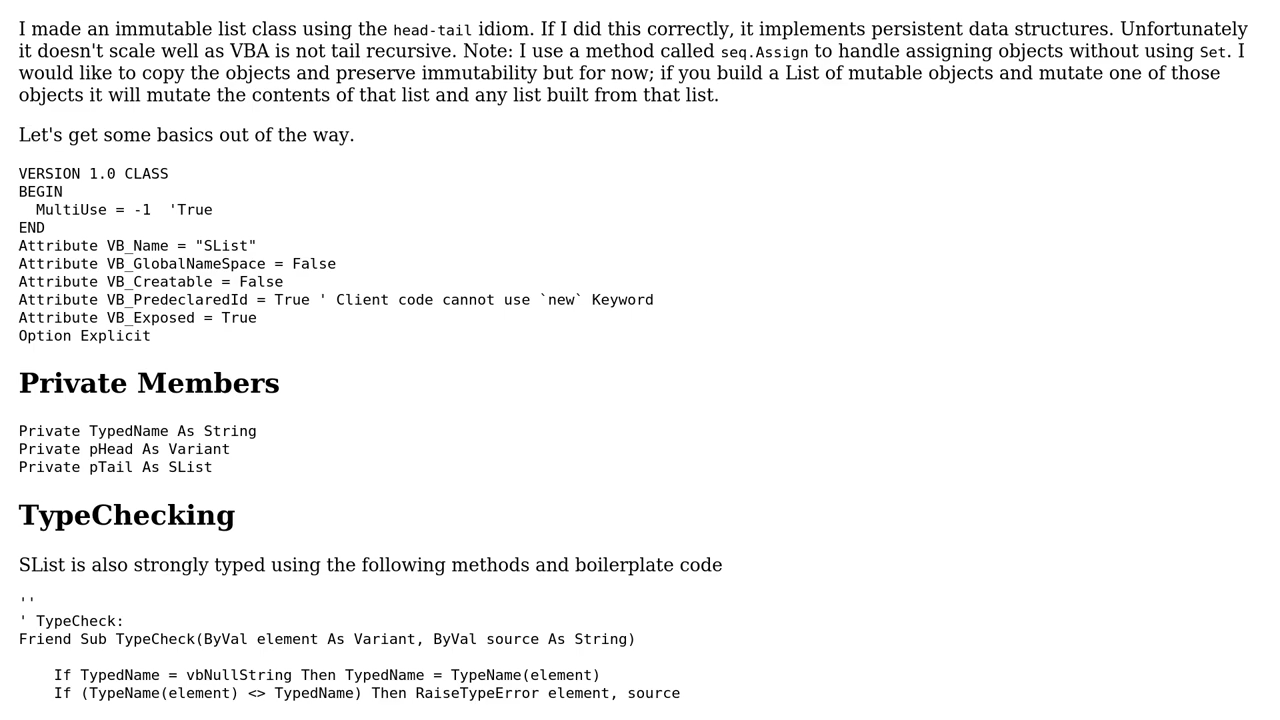 I made an immutable list class using the head-tail idiom. If I did this correctly, it implements persistent data structures. Unfortunately
it doesn't scale well as VBA is not tail recursive. Note: I use a method called seq.Assign to handle assigning objects without using Set. I
would like to copy the objects and preserve immutability but for now; if you build a List of mutable objects and mutate one of those
objects it will mutate the contents of that list and any list built from that list.
Let's get some basics out of the way.
VERSION 1.0 CLASS
BEGIN
  MultiUse = -1  'True
END
Attribute VB_Name = "SList"
Attribute VB_GlobalNameSpace = False
Attribute VB_Creatable = False
Attribute VB_PredeclaredId = True ' Client code cannot use `new` Keyword
Attribute VB_Exposed = True
Option Explicit
Private Members
Private TypedName As String
Private pHead As Variant
Private pTail As SList
TypeChecking
SList is also strongly typed using the following methods and boilerplate code
''
' TypeCheck:
Friend Sub TypeCheck(ByVal element As Variant, ByVal source As String)
    If TypedName = vbNullString Then TypedName = TypeName(element)
    If (TypeName(element) <> TypedName) Then RaiseTypeError element, source